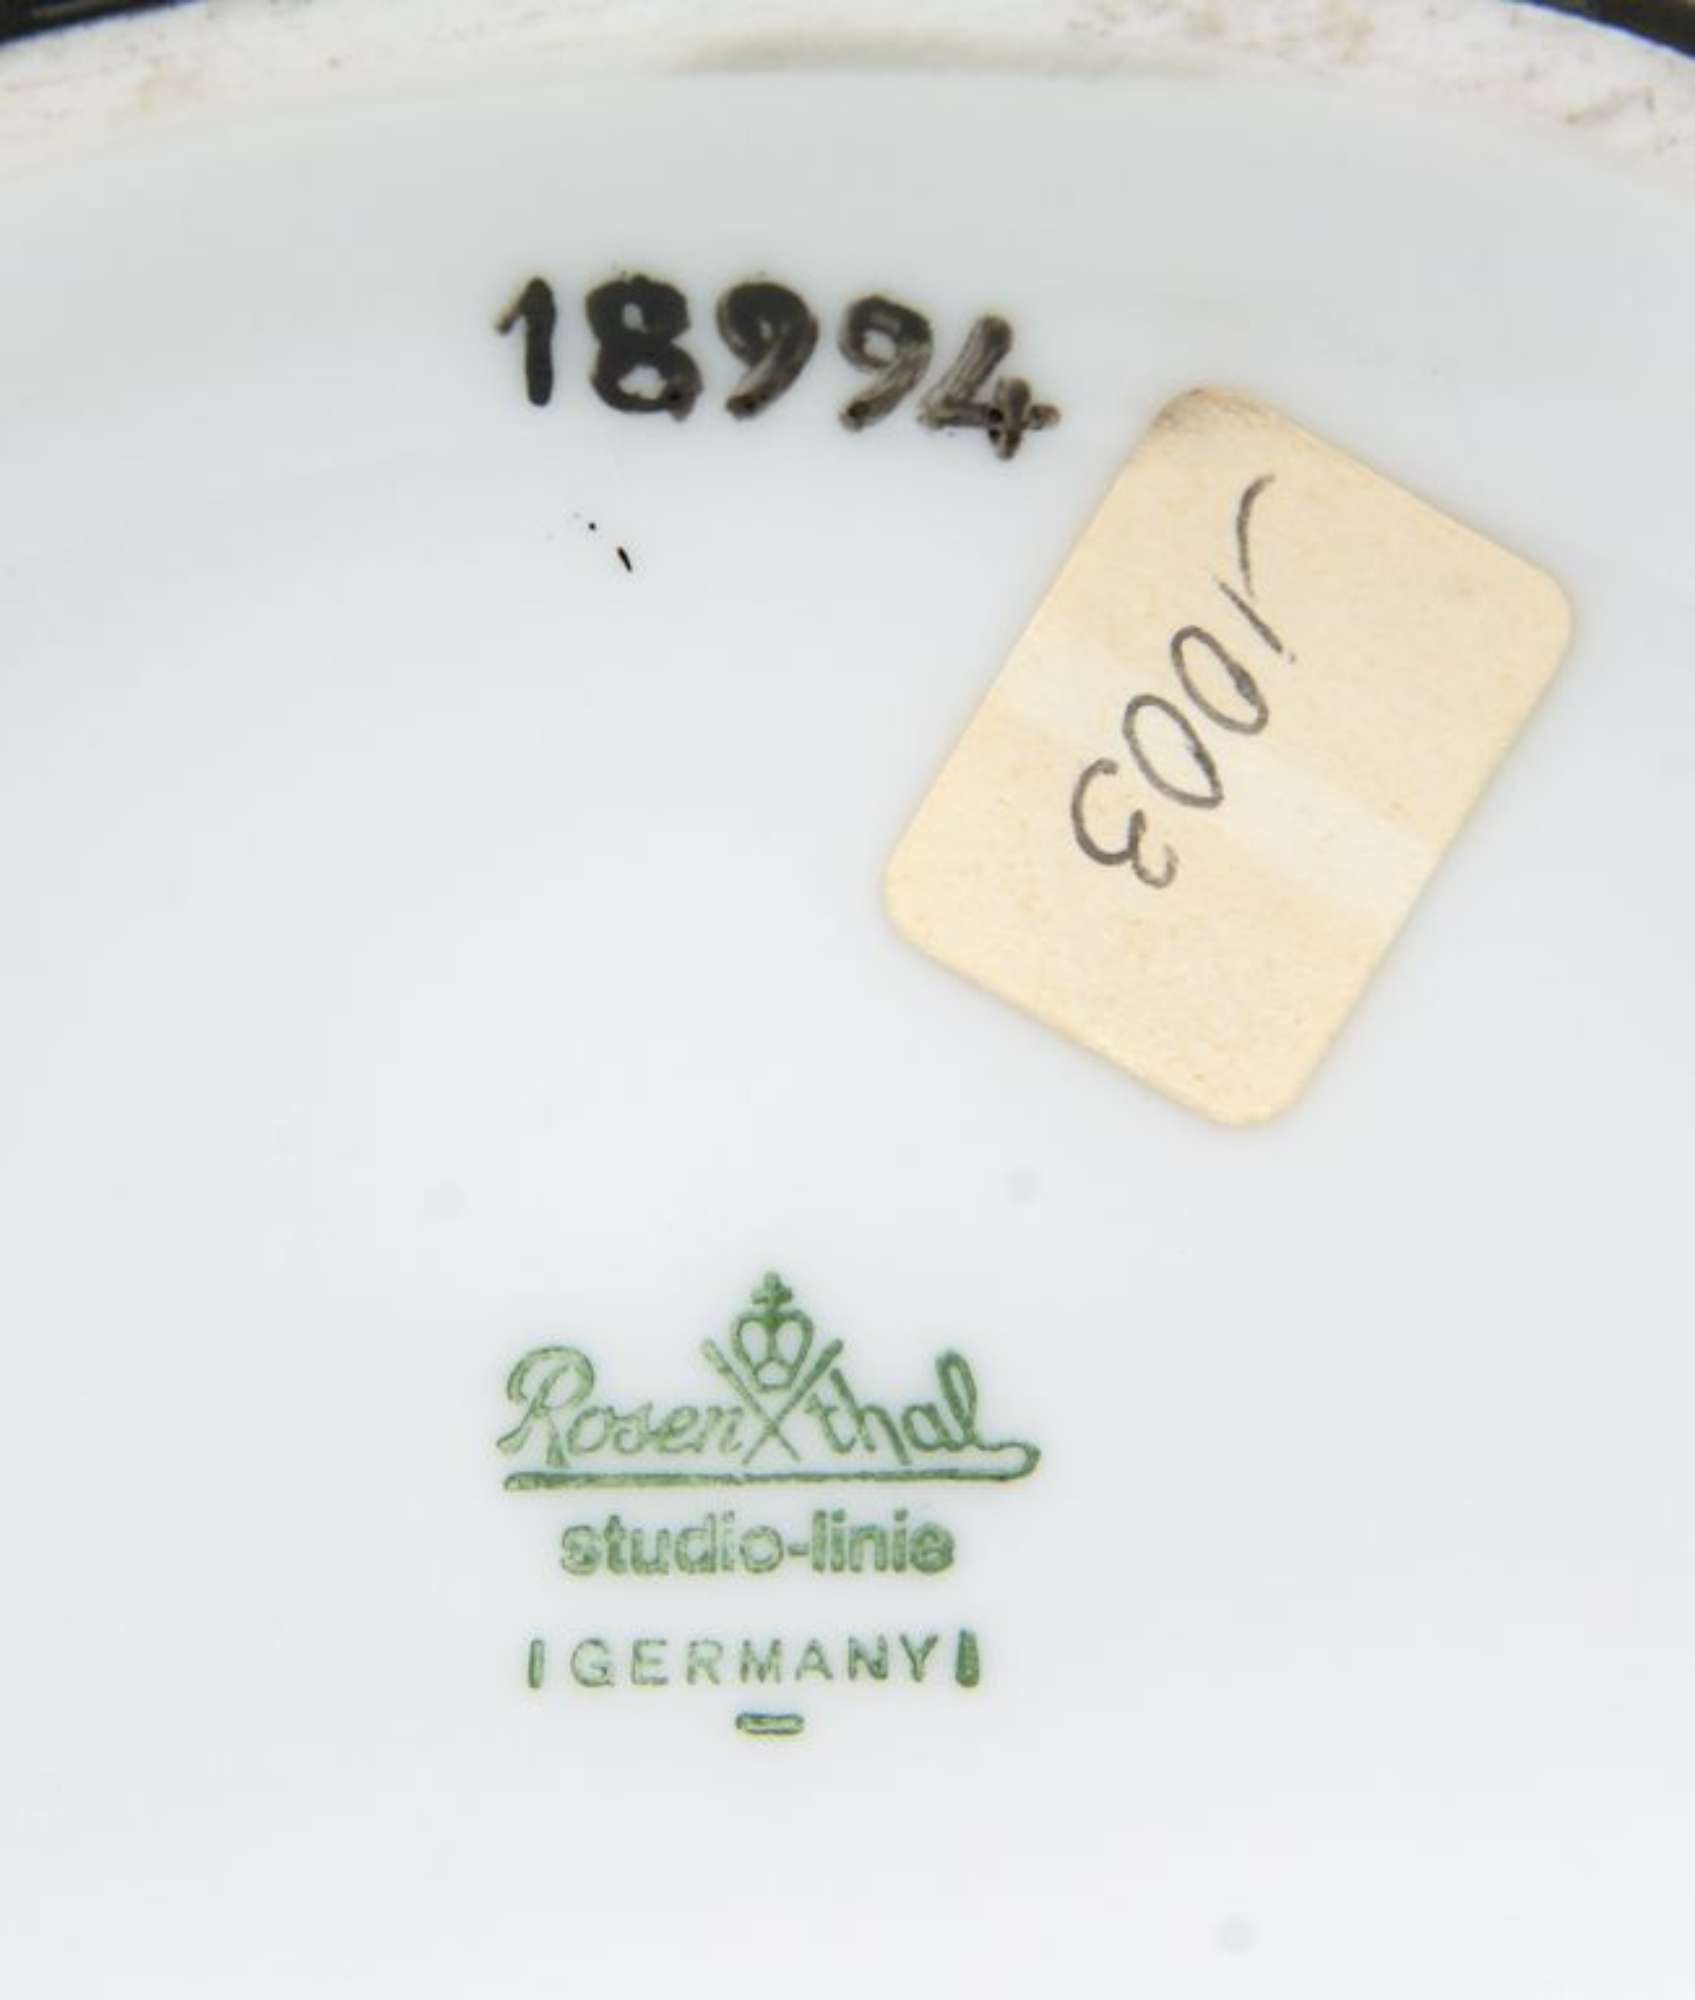 18994
1003
Rosenthal
studio-linie
GERMANY